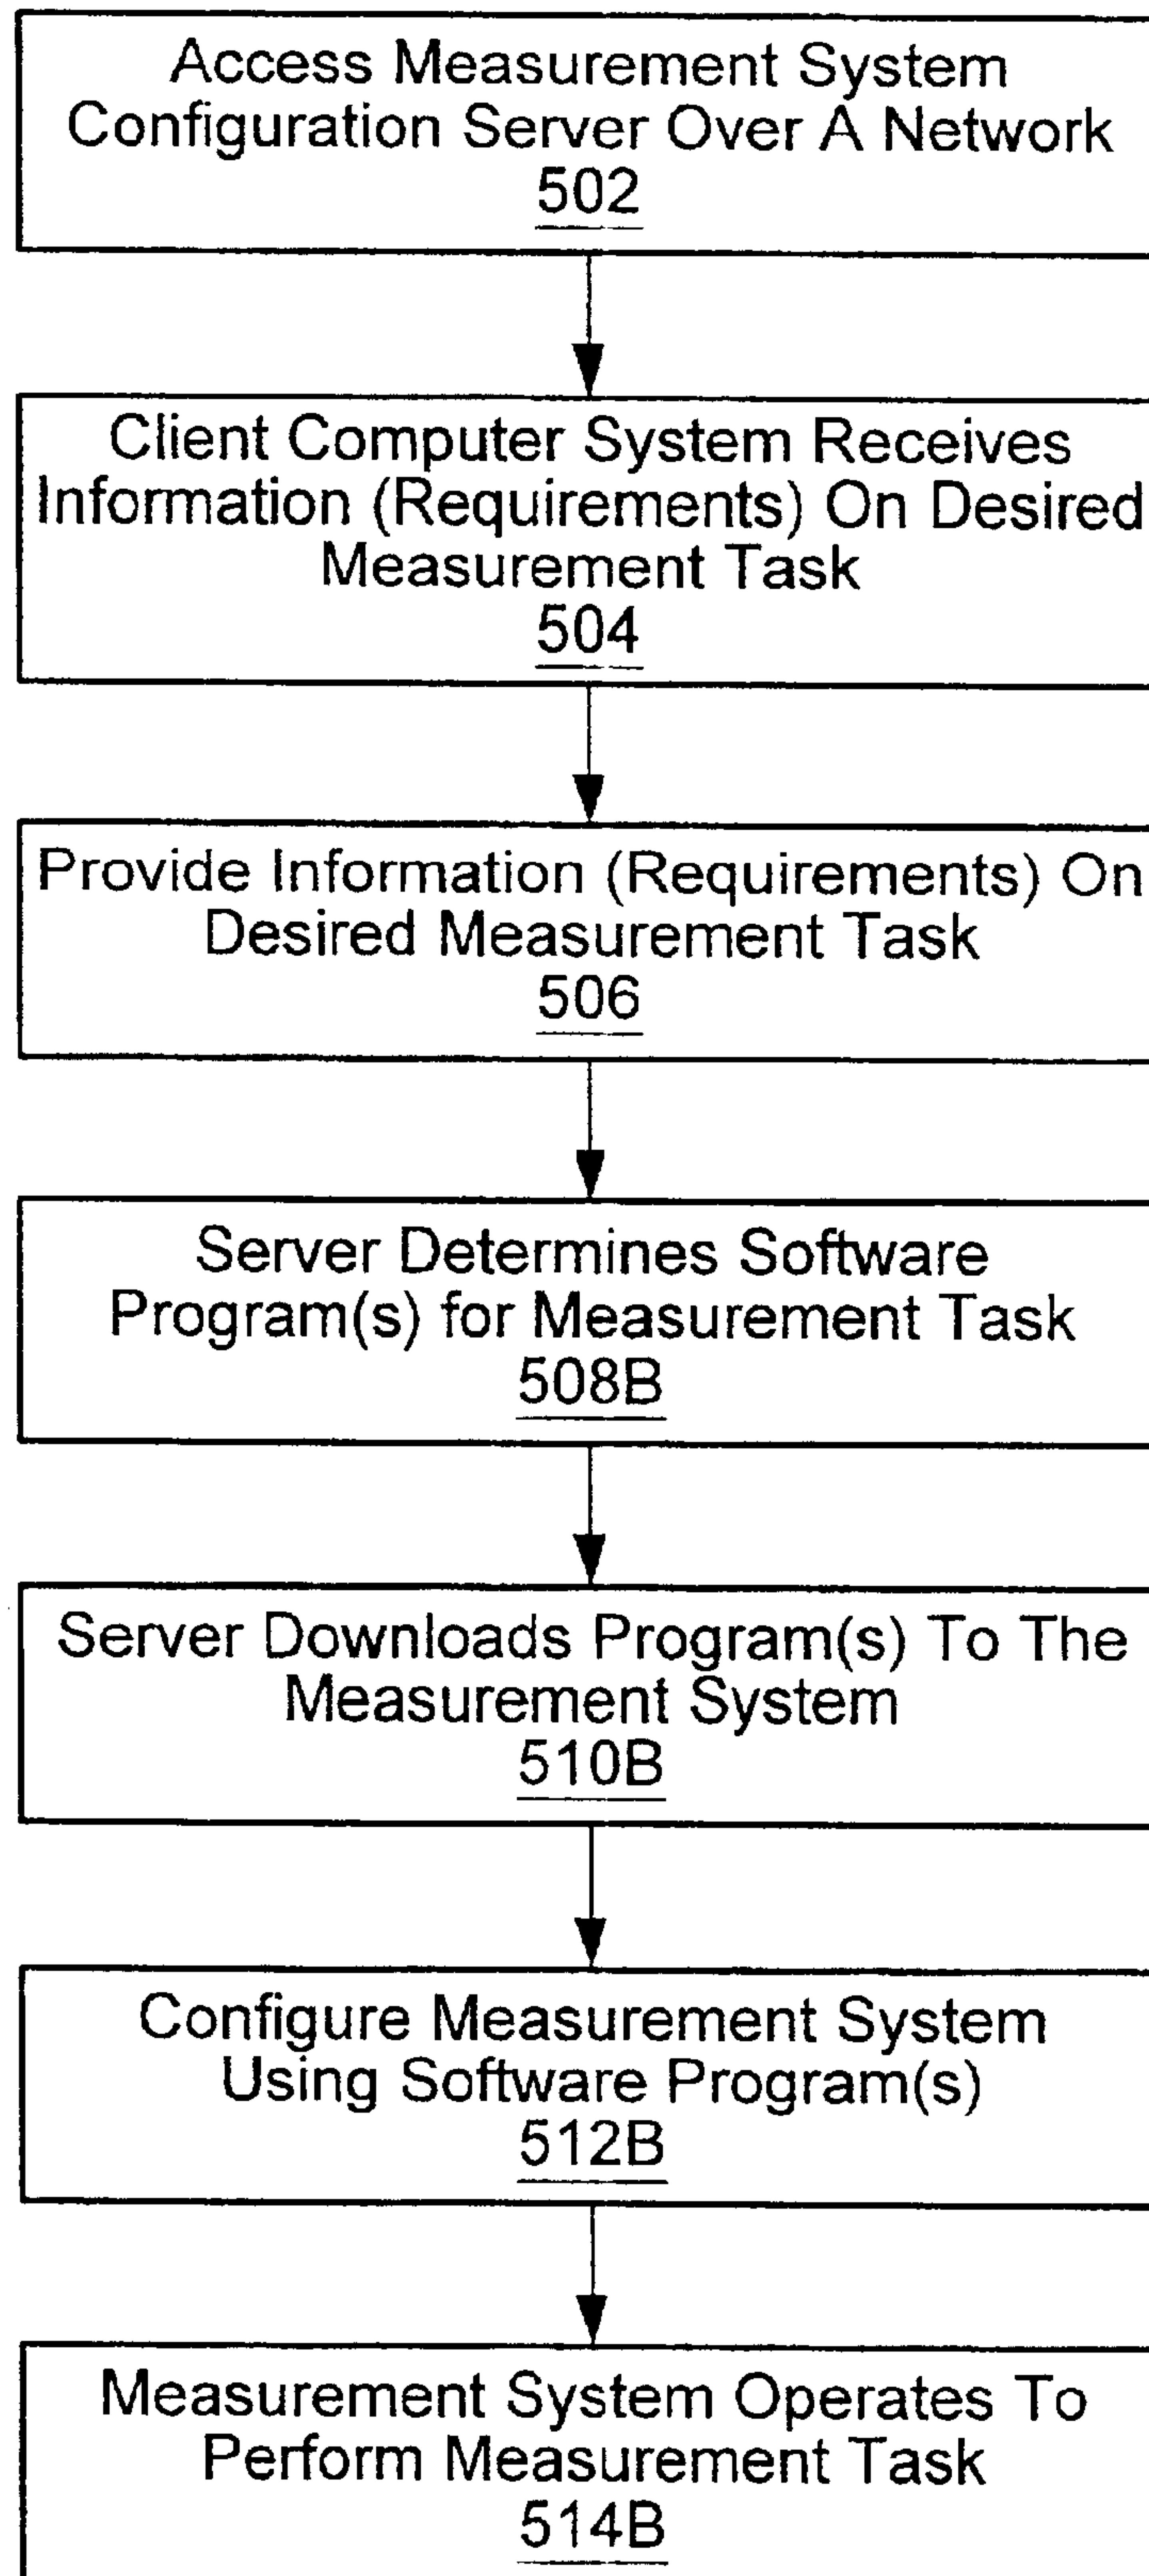 Access Measurement System
Configuration Server Over A Network
502
Client Computer System Receives
Information (Requirements) On Desired
Measurement Task
504
Provide Information (Requirements) On
Desired Measurement Task
506
Server Determines Software
Program(s) for Measurement Task
508B
Server Downloads Program(s) To The
Measurement System
510B
Configure Measurement System
Using Software Program(s)
512B
Measurement System Operates To
Perform Measurement Task
514B